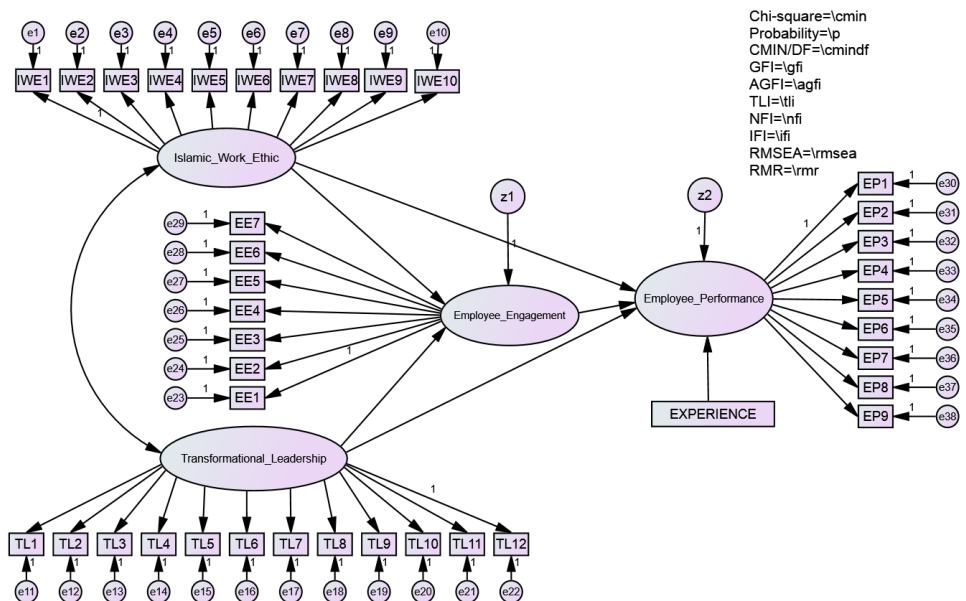 Chi-square=\cmin
Probability=\p
CMIN/DF=\cmindf
GFI=\gfi
AGFI=\agfi
TLI=\tli
NFI=\nfi
IFI=\ifi
RMSEA=\rmsea
RMR=\rmr
e1 e2 e3 e4 e5 e6 e7 e8 e9 e10
1 1 1 1 1 1 1 1 1 1
IWE1 IWE2 IWE3 IWE4 IWE5 IWE6 IWE7 IWE8 IWE9 IWE10
1
Islamic_Work_Ethic
z1
1
z2
1
e29 1 EE7
e28 1 EE6
e27 1 EE5
e26 1 EE4
e25 1 EE3
e24 1 EE2
e23 1 EE1
1
Employee_Engagement
Employee_Performance
EXPERIENCE
1
EP1 1 e30
EP2 1 e31
EP3 1 e32
EP4 1 e33
EP5 1 e34
EP6 1 e35
EP7 1 e36
EP8 1 e37
EP9 1 e38
Transformational_Leadership
1
TL1 TL2 TL3 TL4 TL5 TL6 TL7 TL8 TL9 TL10 TL11 TL12
1 1 1 1 1 1 1 1 1 1 1 1
e11 e12 e13 e14 e15 e16 e17 e18 e19 e20 e21 e22